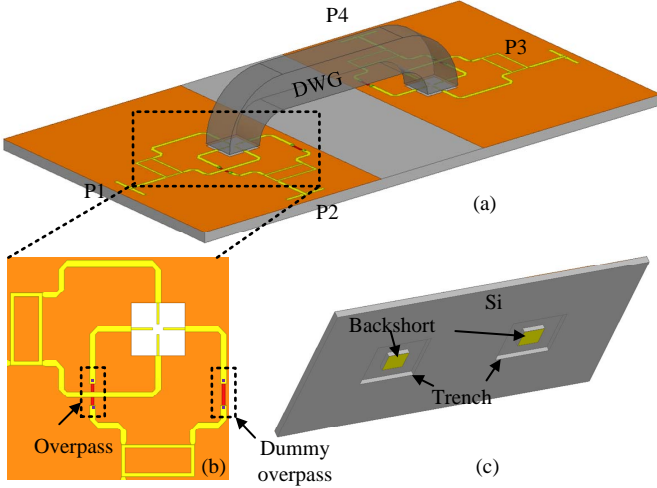 P4
P3
DWG
P1
P2
(a)
Si
Backshort
Trench
Overpass
(b)
Dummy
overpass
(c)